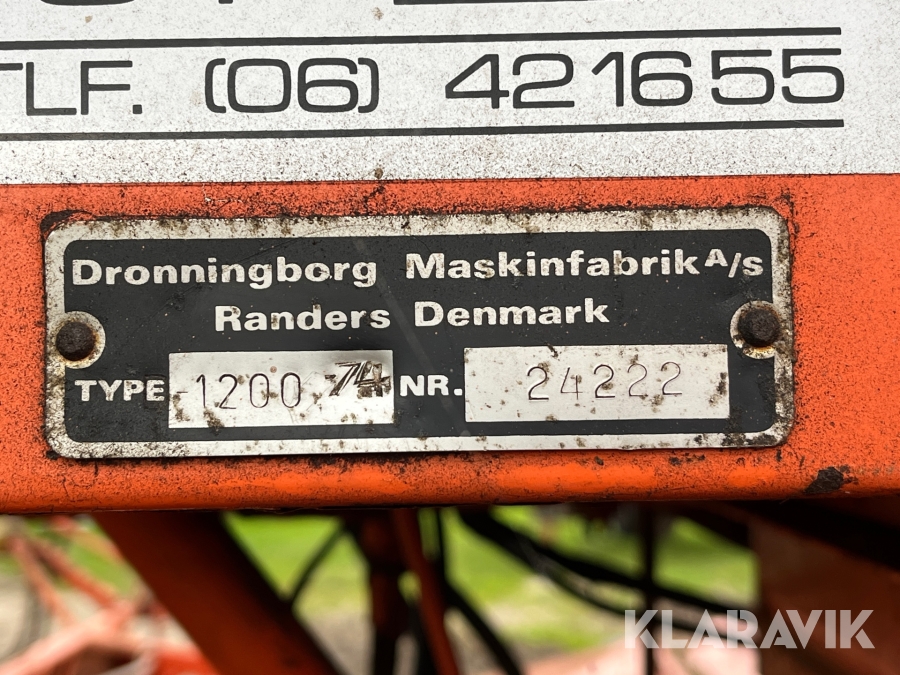 TLF. (06) 421655
Dronningborg Maskinfabrik A/s
Randers Denmark
TYPE 1200 74 NR. 24222
KLARAVIK